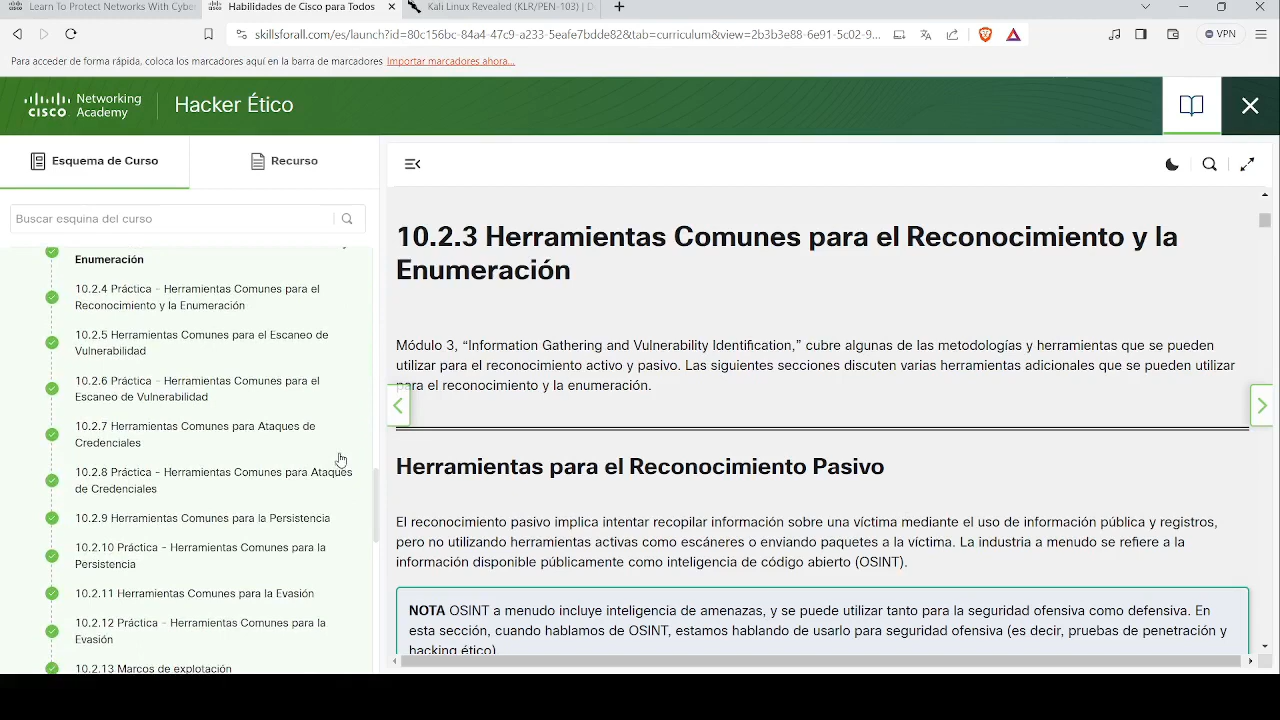 Learn To Protect Networks With Cyber
Habilidades de Cisco para Todos
Kali Linux Revealed (KLR/PEN-103) | D
skillsforall.com/es/launch?id=80c156bc-84a4-47c9-a233-5eafe7bdde82&tab=curriculum&view=2b3b3e88-6e91-5c02-9...
VPN
Para acceder de forma rápida, coloca los marcadores aquí en la barra de marcadores Importar marcadores ahora...
Networking
CISCO Academy
Hacker Ético
Esquema de Curso
Recurso
Buscar esquina del curso
Enumeración
10.2.4 Práctica - Herramientas Comunes para el
Reconocimiento y la Enumeración
10.2.5 Herramientas Comunes para el Escaneo de
Vulnerabilidad
10.2.6 Práctica - Herramientas Comunes para el
Escaneo de Vulnerabilidad
10.2.7 Herramientas Comunes para Ataques de
Credenciales
10.2.8 Práctica - Herramientas Comunes para Ataques
de Credenciales
10.2.9 Herramientas Comunes para la Persistencia
10.2.10 Práctica - Herramientas Comunes para la
Persistencia
10.2.11 Herramientas Comunes para la Evasión
10.2.12 Práctica - Herramientas Comunes para la
Evasión
10.2.13 Marcos de explotación
10.2.3 Herramientas Comunes para el Reconocimiento y la
Enumeración
Módulo 3, “Information Gathering and Vulnerability Identification,” cubre algunas de las metodologías y herramientas que se pueden
utilizar para el reconocimiento activo y pasivo. Las siguientes secciones discuten varias herramientas adicionales que se pueden utilizar
para el reconocimiento y la enumeración.
Herramientas para el Reconocimiento Pasivo
El reconocimiento pasivo implica intentar recopilar información sobre una víctima mediante el uso de información pública y registros,
pero no utilizando herramientas activas como escáneres o enviando paquetes a la víctima. La industria a menudo se refiere a la
información disponible públicamente como inteligencia de código abierto (OSINT).
NOTA OSINT a menudo incluye inteligencia de amenazas, y se puede utilizar tanto para la seguridad ofensiva como defensiva. En
esta sección, cuando hablamos de OSINT, estamos hablando de usarlo para seguridad ofensiva (es decir, pruebas de penetración y
hacking ético)